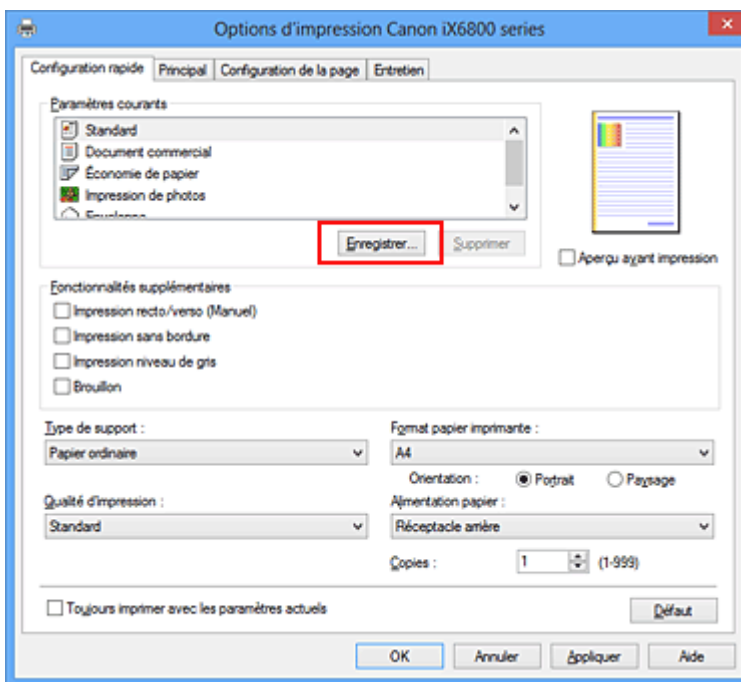 Options d'impression Canon iX6800 series
Configuration rapide Principal Configuration de la page Entretien
Paramètres courants
Standard
Document commercial
Économie de papier
Impression de photos
Enregistrer... Supprimer
Aperçu avant impression
Fonctionnalités supplémentaires
Impression recto/verso (Manuel)
Impression sans bordure
Impression niveau de gris
Brouillon
Type de support : Format papier imprimante :
Papier ordinaire A4
Orientation : Portrait Paysage
Qualité d'impression : Alimentation papier :
Standard Réceptacle arrière
Copies : 1 (1-999)
Toujours imprimer avec les paramètres actuels Défaut
OK Annuler Appliquer Aide